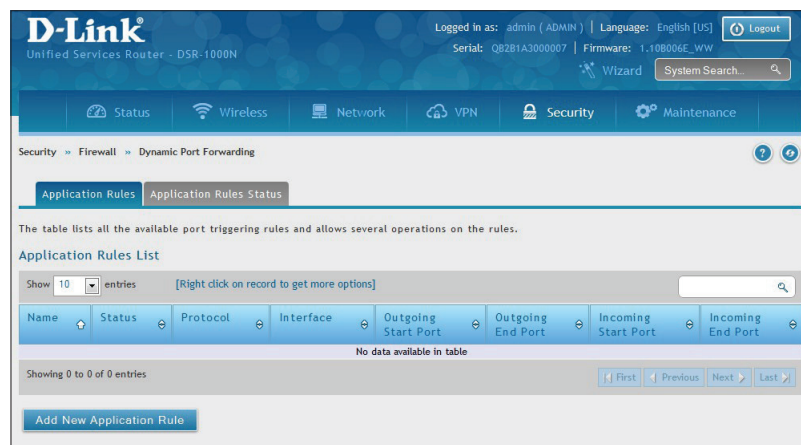 D-Link®
Unified Services Router - DSR-1000N
Logged in as: admin ( ADMIN ) | Language: English [US]
Logout
Serial: QB2B1A3000007 | Firmware: 1.10B006E_WW
Wizard
System Search...
Status
Wireless
Network
VPN
Security
Maintenance
Security » Firewall » Dynamic Port Forwarding
?
Application Rules
Application Rules Status
The table lists all the available port triggering rules and allows several operations on the rules.
Application Rules List
Show 10 entries
[Right click on record to get more options]
Name
Status
Protocol
Interface
Outgoing Start Port
Outgoing End Port
Incoming Start Port
Incoming End Port
No data available in table
Showing 0 to 0 of 0 entries
First
Previous
Next
Last
Add New Application Rule